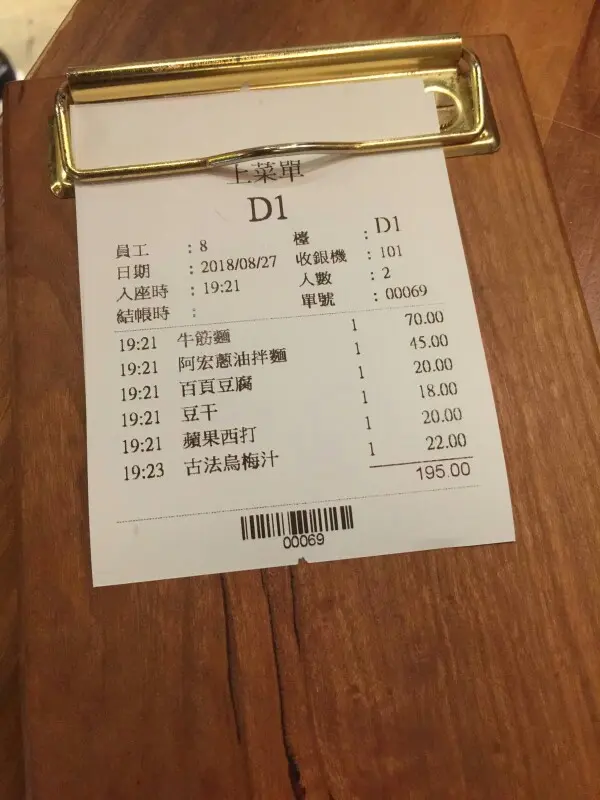 上菜單
D1
員工 : 8 檯 : D1
日期 : 2018/08/27 收銀機 : 101
入座時 : 19:21 人數 : 2
結帳時 : 單號 : 00069
19:21 牛筋麵 1 70.00
19:21 阿宏蔥油拌麵 1 45.00
19:21 百頁豆腐 1 20.00
19:21 豆干 1 18.00
19:21 蘋果西打 1 20.00
19:23 古法烏梅汁 1 22.00
195.00
00069